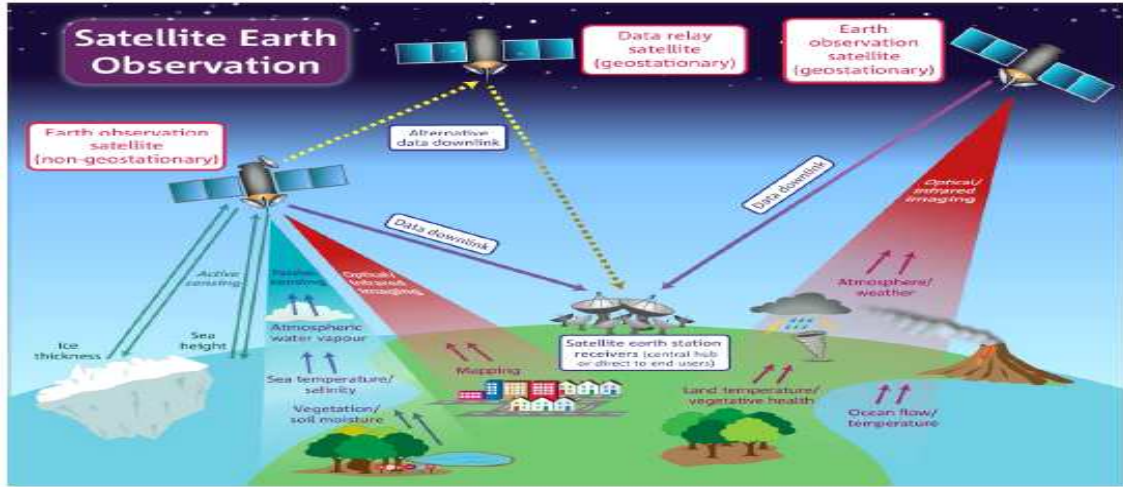 Satellite Earth
Observation
Data relay
satellite
(geostationary)
Earth
observation
satellite
(geostationary)
Earth observation
satellite
(non-geostationary)
Alternative
data downlink
Data downlink
Data downlink
Optical/
infrared
imaging
Active
sensing
Passive
sensing
Optical/
infrared
imaging
Atmosphere/
weather
Ice
thickness
Sea
height
Atmospheric
water vapour
Satellite earth station
receivers (central hub
or direct to end users)
Mapping
Sea temperature/
salinity
Land temperature/
vegetative health
Vegetation/
soil moisture
Ocean flow/
temperature